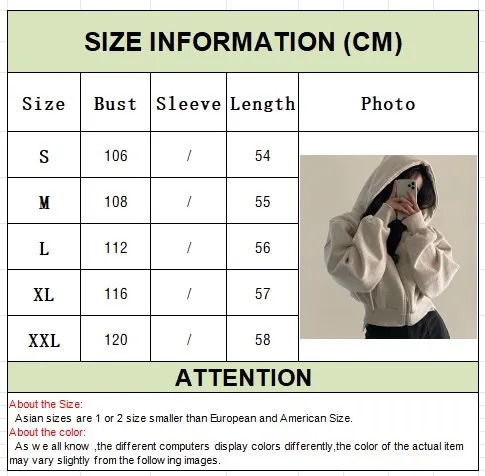 SIZE INFORMATION (CM)
Size Bust Sleeve Length Photo
S 106 / 54
M 108 / 55
L 112 / 56
XL 116 / 57
XXL 120 / 58
ATTENTION
About the Size:
Asian sizes are 1 or 2 size smaller than European and American Size.
About the color:
As w e all know ,the different computers display colors differently,the color of the actual item
may vary slightly from the following images.